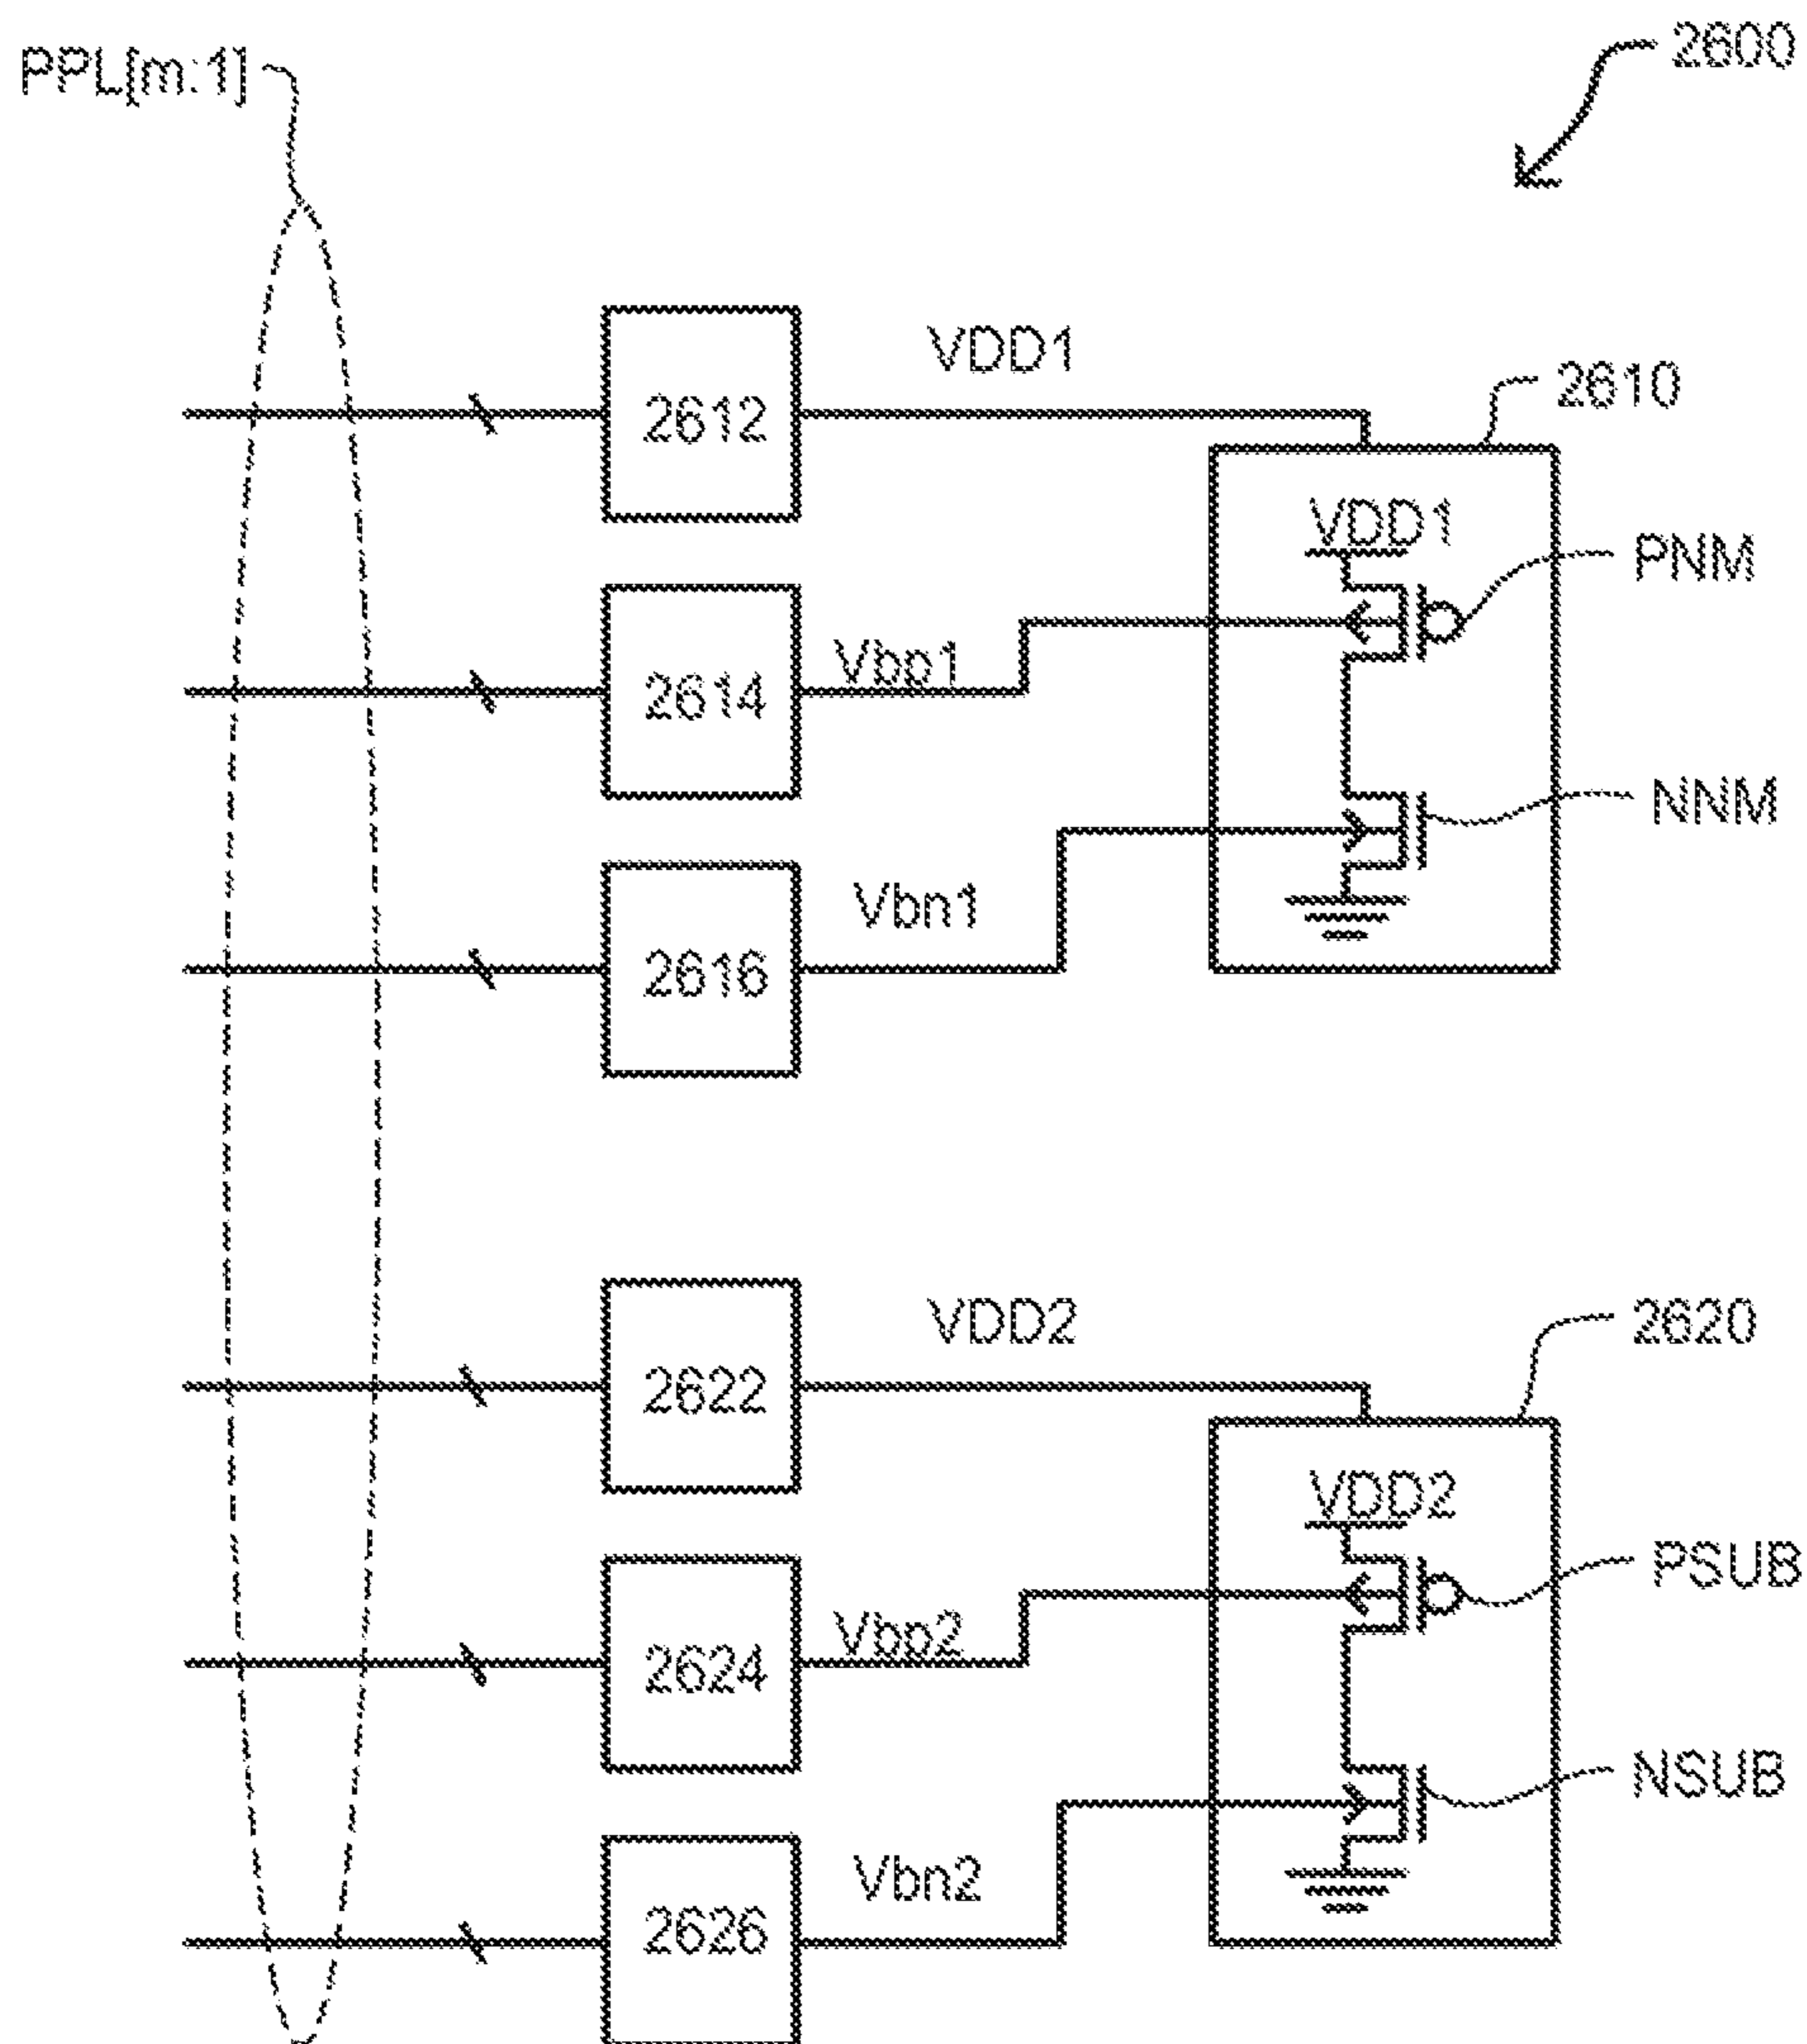 PPL[m:1]
2600
2612
VDD1
2610
VDD1
PNM
2614
Vbp1
NNM
2616
Vbn1
2622
VDD2
2620
VDD2
PSUB
2624
Vbp2
NSUB
2626
Vbn2